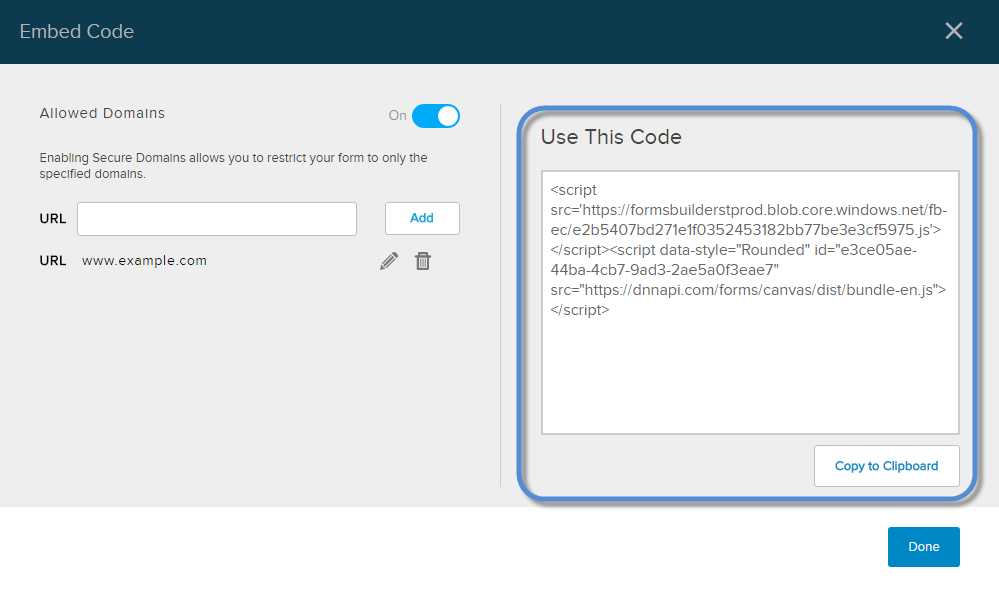 Embed Code
Allowed Domains
On
Enabling Secure Domains allows you to restrict your form to only the
specified domains.
URL
Add
URL www.example.com
Use This Code
<script
src='https://formsbuilderstprod.blob.core.windows.net/fb-
ec/e2b5407bd271e1f0352453182bb77be3e3cf5975.js'>
</script><script data-style="Rounded" id="e3ce05ae-
44ba-4cb7-9ad3-2ae5a0f3eae7"
src="https://dnnapi.com/forms/canvas/dist/bundle-en.js">
</script>
Copy to Clipboard
Done